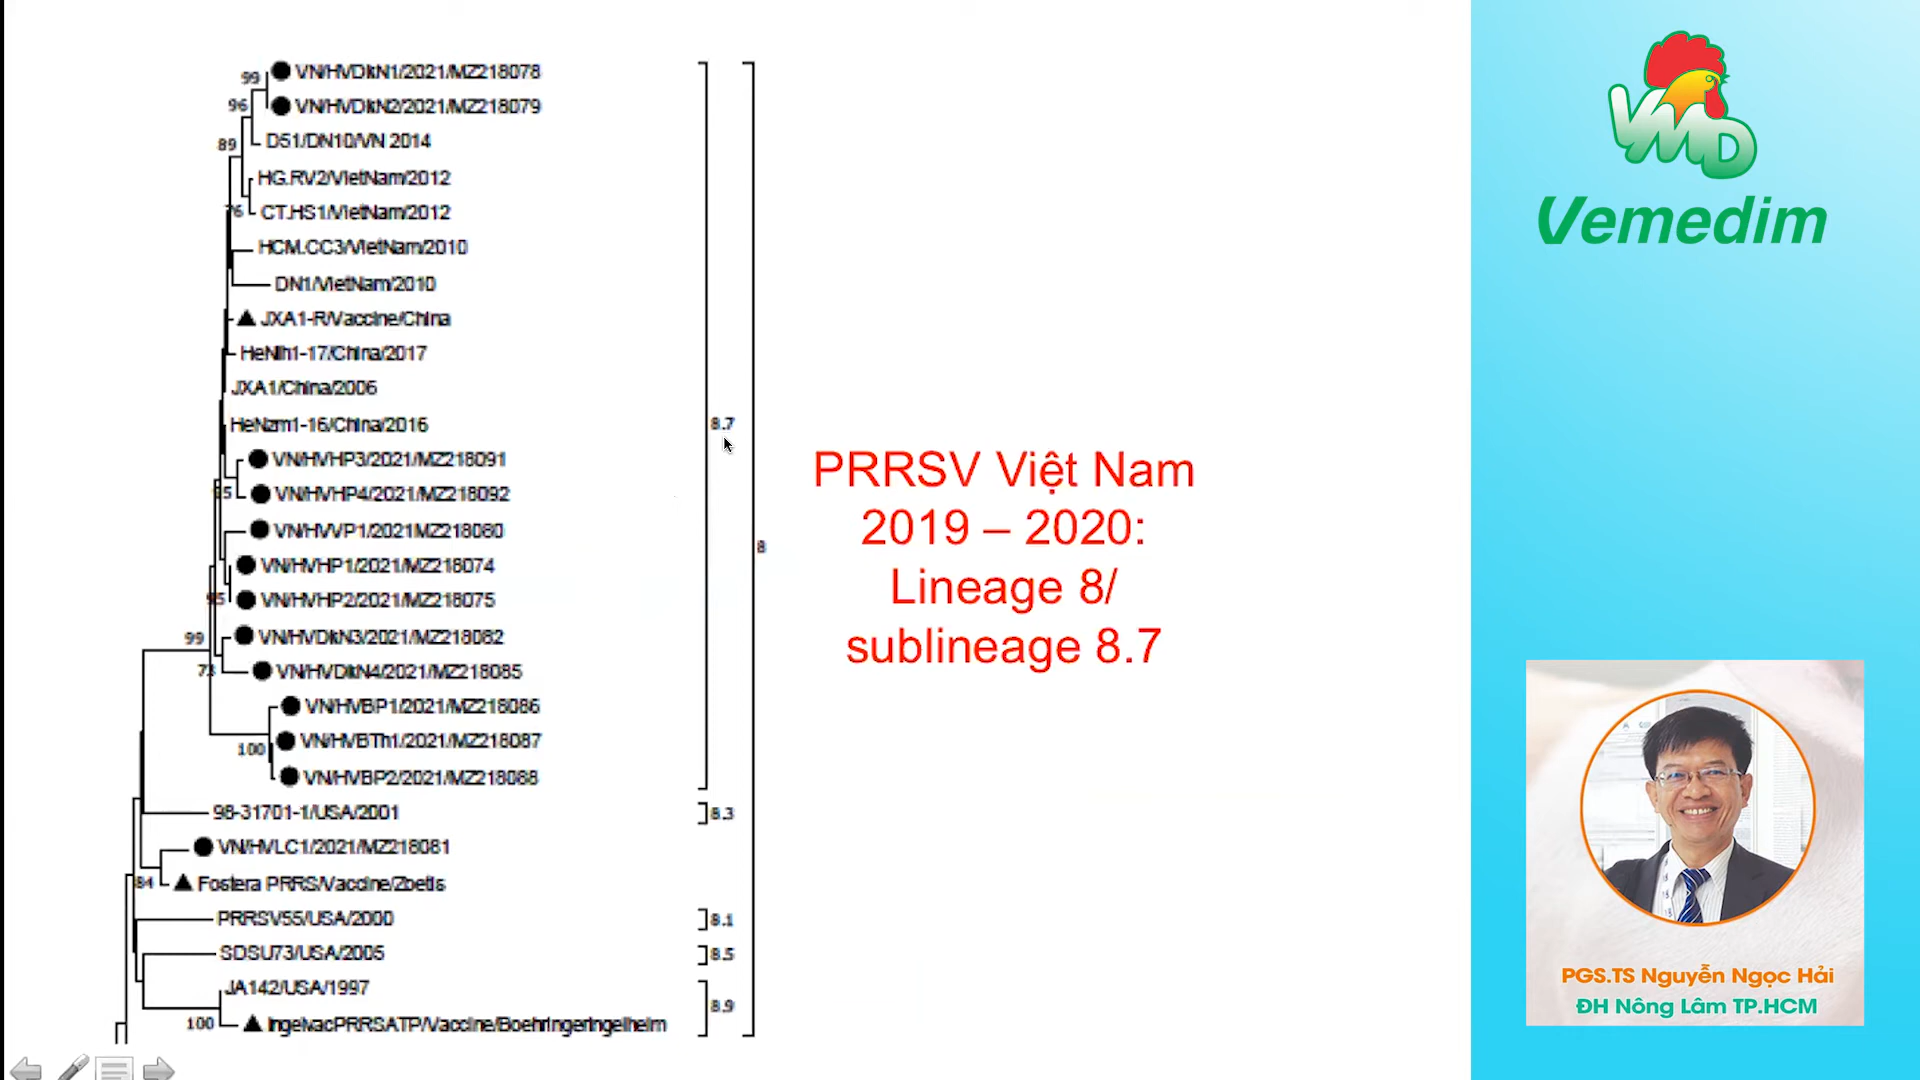 99
VN/HVDkN1/2021/MZ218078
96
VN/HVDkN2/2021/MZ218079
89
D51/DN10/VN 2014
HG.RV2/VietNam/2012
76
CT.HS1/VietNam/2012
HCM.CC3/VietNam/2010
DN1/VietNam/2010
JXA1-R/Vaccine/China
HeNlh1-17/China/2017
JXA1/China/2006
HeNzm1-16/China/2016
8.7
VN/HVHP3/2021/MZ218091
VN/HVHP4/2021/MZ218092
VN/HVVP1/2021MZ218080
VN/HVHP1/2021/MZ218074
VN/HVHP2/2021/MZ218075
99
VN/HVDkN3/2021/MZ218082
73
VN/HVDkN4/2021/MZ218085
VN/HVBP1/2021/MZ218086
100
VN/HVBTh1/2021/MZ218087
VN/HVBP2/2021/MZ218088
98-31701-1/USA/2001
8.3
VN/HVLC1/2021/MZ218081
84
Fostera PRRS/Vaccine/Zoetis
PRRSV55/USA/2000
8.1
SDSU73/USA/2005
8.5
JA142/USA/1997
8.9
100
IngelvacPRRSATP/Vaccine/BoehringerIngelheim
8
PRRSV Việt Nam
2019 – 2020:
Lineage 8/
sublineage 8.7
VMD
Vemedim
PGS.TS Nguyễn Ngọc Hải
ĐH Nông Lâm TP.HCM